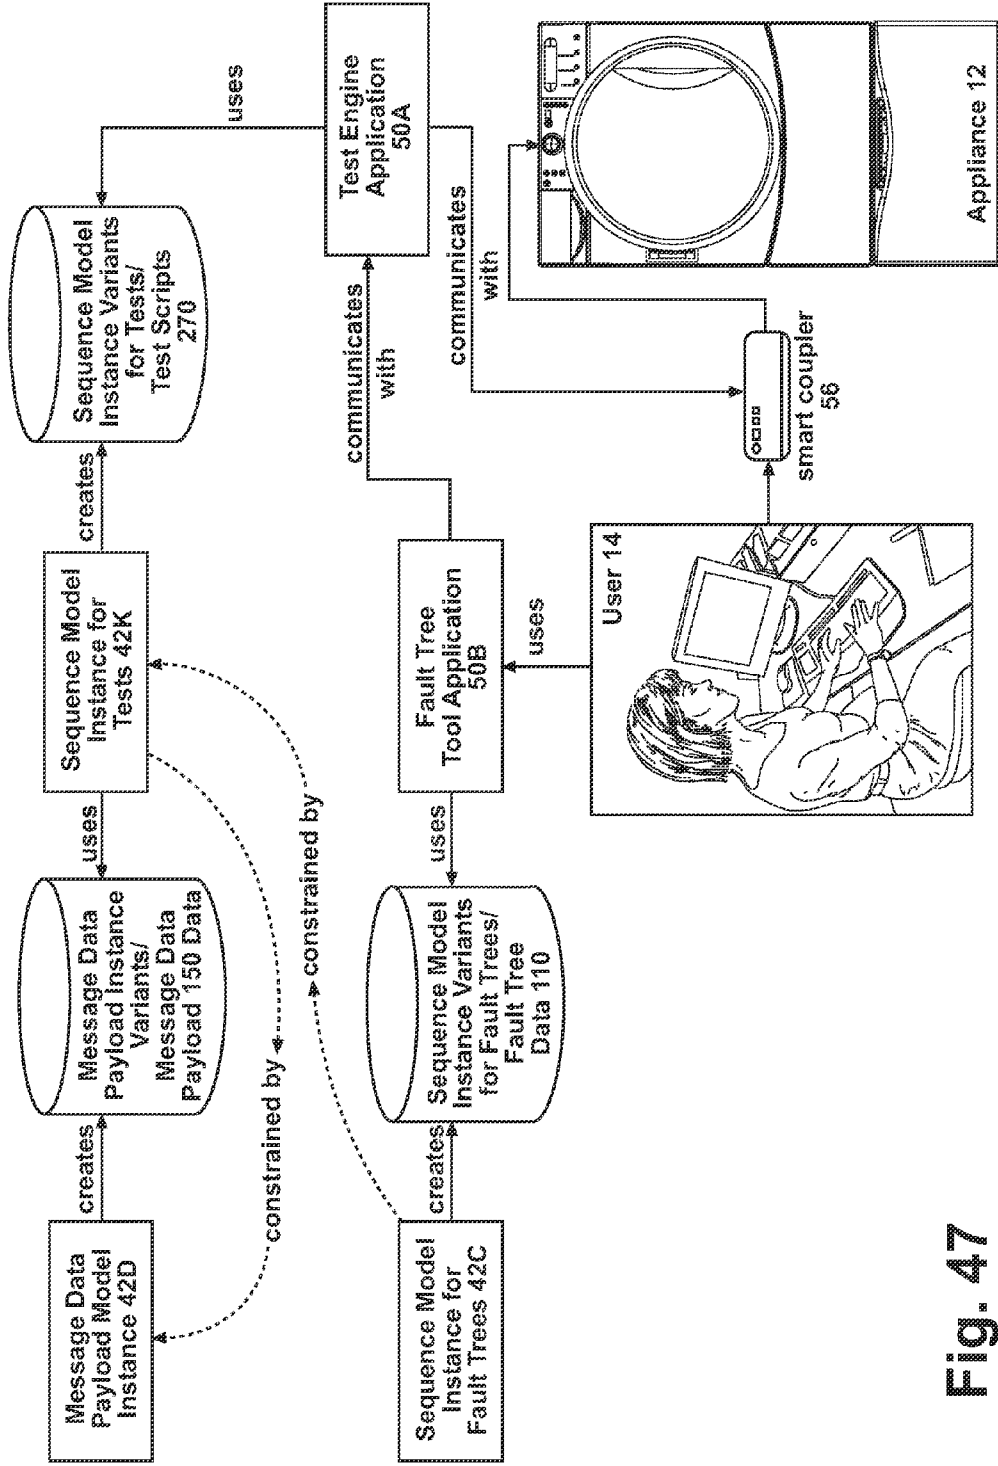 Message Data
Payload Model
Instance 42D
creates
Message Data
Payload Instance
Variants/
Message Data
Payload 150 Data
uses
Sequence Model
Instance for
Tests 42K
creates
Sequence Model
Instance Variants
for Tests/
Test Scripts
270
uses
constrained by
constrained by
Sequence Model
Instance for
Fault Trees 42C
creates
Sequence Model
Instance Variants
for Fault Trees/
Fault Tree
Data 110
uses
Fault Tree
Tool Application
50B
communicates
with
Test Engine
Application
50A
uses
communicates
with
User 14
smart coupler
56
Appliance 12
Fig. 47